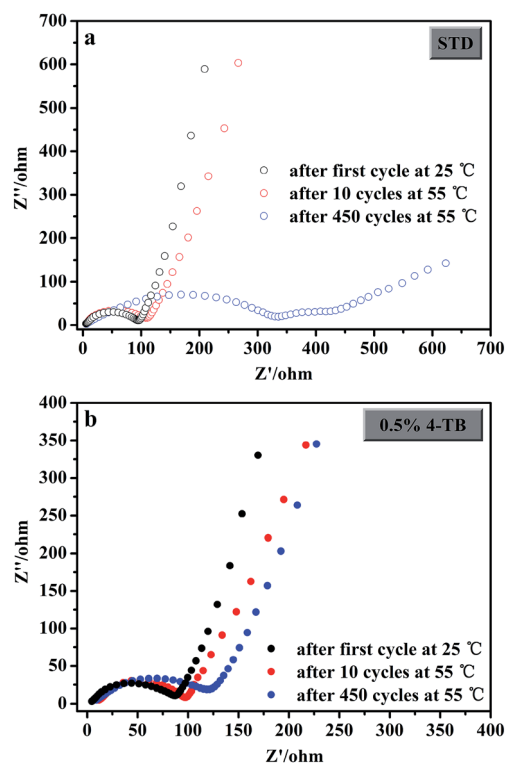 a
STD
700
600
500
400
300
200
100
0
Z''/ohm
after first cycle at 25 ℃
after 10 cycles at 55 ℃
after 450 cycles at 55 ℃
0 100 200 300 400 500 600 700
Z'/ohm
b
0.5% 4-TB
400
350
300
250
200
150
100
50
0
Z''/ohm
after first cycle at 25 ℃
after 10 cycles at 55 ℃
after 450 cycles at 55 ℃
0 50 100 150 200 250 300 350 400
Z'/ohm